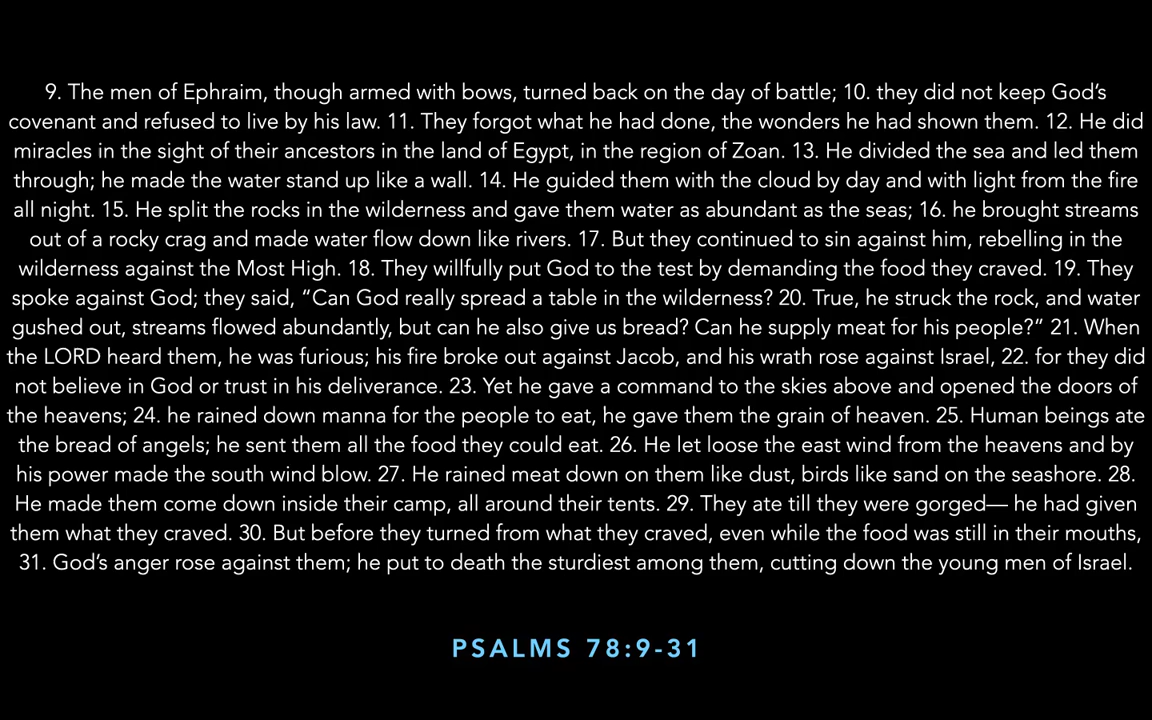 9. The men of Ephraim, though armed with bows, turned back on the day of battle; 10. they did not keep God’s
covenant and refused to live by his law. 11. They forgot what he had done, the wonders he had shown them. 12. He did
miracles in the sight of their ancestors in the land of Egypt, in the region of Zoan. 13. He divided the sea and led them
through; he made the water stand up like a wall. 14. He guided them with the cloud by day and with light from the fire
all night. 15. He split the rocks in the wilderness and gave them water as abundant as the seas; 16. he brought streams
out of a rocky crag and made water flow down like rivers. 17. But they continued to sin against him, rebelling in the
wilderness against the Most High. 18. They willfully put God to the test by demanding the food they craved. 19. They
spoke against God; they said, “Can God really spread a table in the wilderness? 20. True, he struck the rock, and water
gushed out, streams flowed abundantly, but can he also give us bread? Can he supply meat for his people?” 21. When
the LORD heard them, he was furious; his fire broke out against Jacob, and his wrath rose against Israel, 22. for they did
not believe in God or trust in his deliverance. 23. Yet he gave a command to the skies above and opened the doors of
the heavens; 24. he rained down manna for the people to eat, he gave them the grain of heaven. 25. Human beings ate
the bread of angels; he sent them all the food they could eat. 26. He let loose the east wind from the heavens and by
his power made the south wind blow. 27. He rained meat down on them like dust, birds like sand on the seashore. 28.
He made them come down inside their camp, all around their tents. 29. They ate till they were gorged— he had given
them what they craved. 30. But before they turned from what they craved, even while the food was still in their mouths,
31. God’s anger rose against them; he put to death the sturdiest among them, cutting down the young men of Israel.
PSALMS 78:9-31